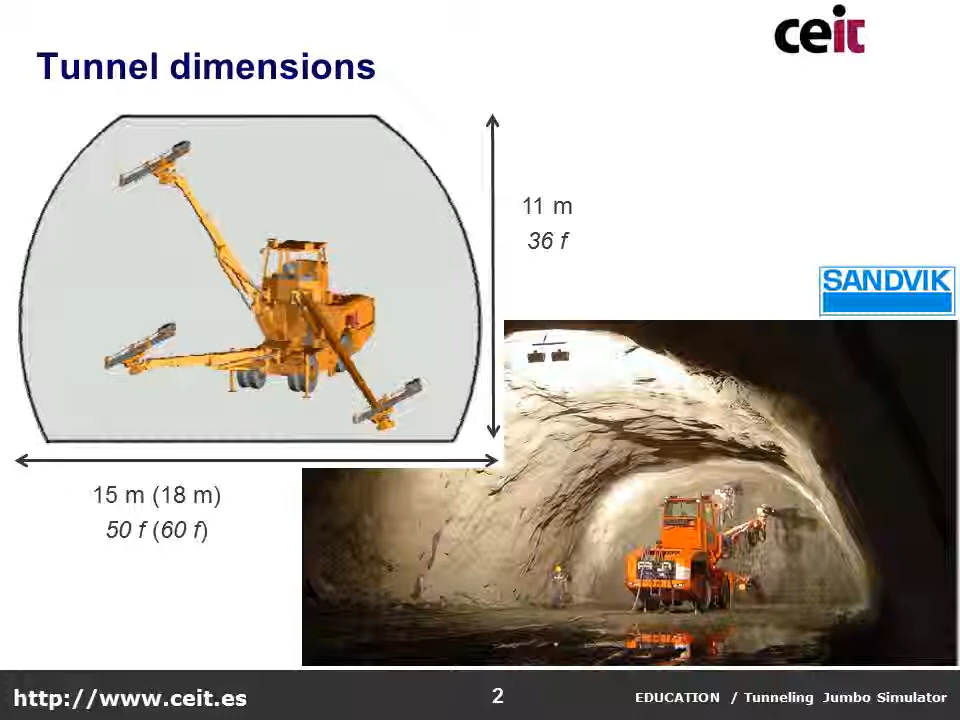 ceit
Tunnel dimensions
11 m
36 f
SANDVIK
15 m (18 m)
50 f (60 f)
http://www.ceit.es
2
EDUCATION / Tunneling Jumbo Simulator